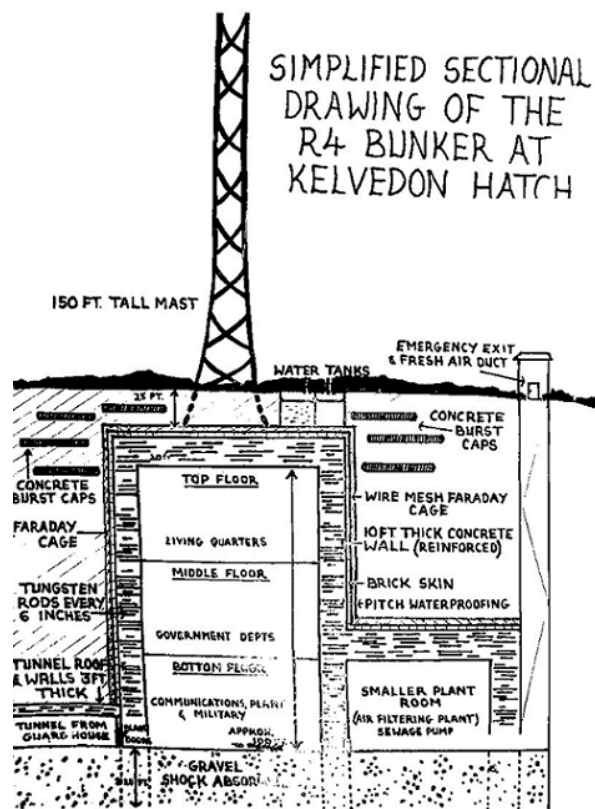 SIMPLIFIED SECTIONAL
DRAWING OF THE
R4 BUNKER AT
KELVEDON HATCH
150 FT. TALL MAST
EMERGENCY EXIT
& FRESH AIR DUCT
WATER TANKS
25 FT.
CONCRETE
BURST CAPS
CONCRETE
BURST CAPS
FARADAY
CAGE
TUNGSTEN
RODS EVERY
6 INCHES
TUNNEL ROOF
& WALLS 3FT
THICK
TUNNEL FROM
GUARD HOUSE
BLAST
DOORS
TOP FLOOR
LIVING QUARTERS
MIDDLE FLOOR
GOVERNMENT DEPTS
BOTTOM FLOOR
COMMUNICATIONS, PLANT
& MILITARY
APPROX.
GRAVEL
SHOCK ABSOR
WIRE MESH FARADAY
CAGE
10FT THICK CONCRETE
WALL (REINFORCED)
BRICK SKIN
PITCH WATERPROOFING
SMALLER PLANT
ROOM
(AIR FILTERING PLANT)
SEWAGE PUMP